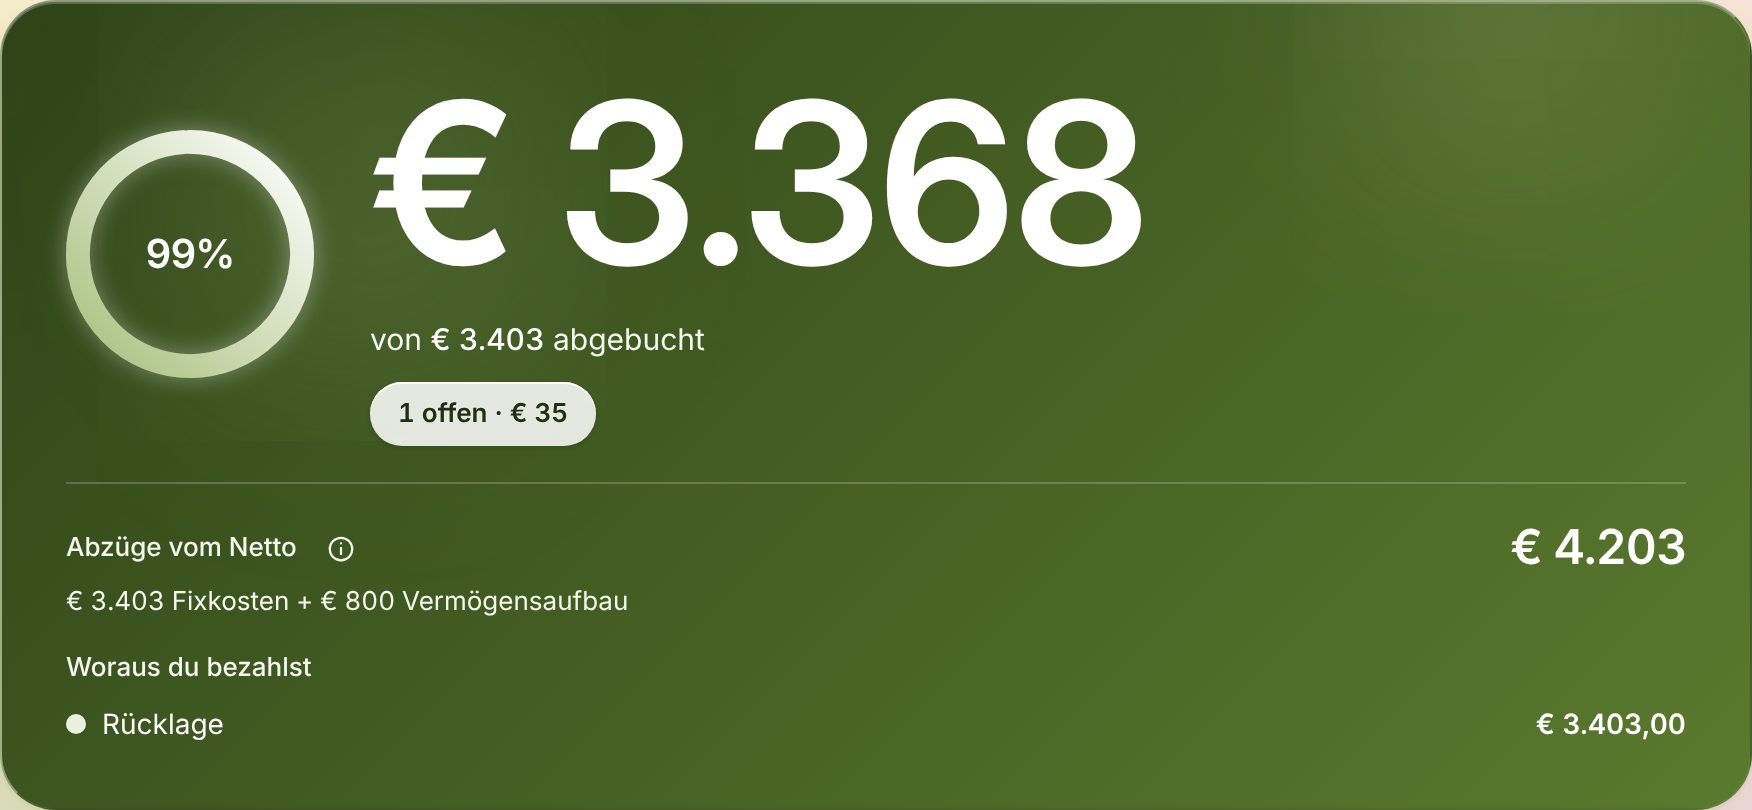 99%
€ 3.368
von € 3.403 abgebucht
1 offen · € 35
Abzüge vom Netto
€ 4.203
€ 3.403 Fixkosten + € 800 Vermögensaufbau
Woraus du bezahlst
Rücklage
€ 3.403,00